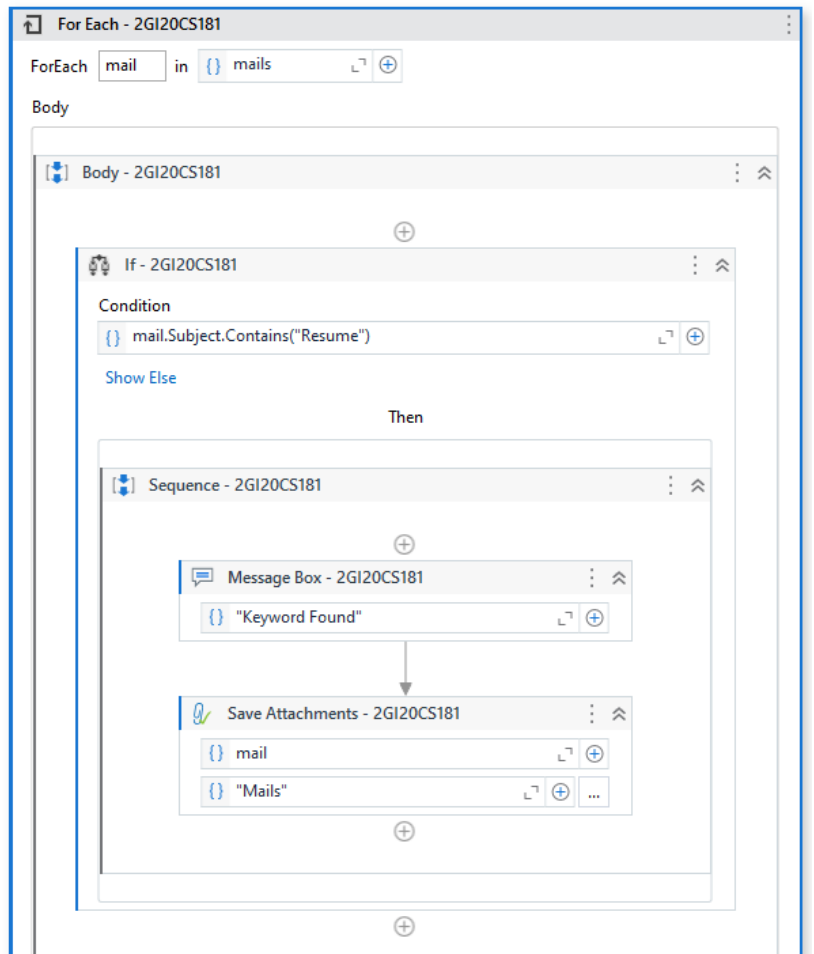 For Each - 2GI20CS181
ForEach mail in {} mails
Body
Body - 2GI20CS181
If - 2GI20CS181
Condition
{} mail.Subject.Contains("Resume")
Show Else
Then
Sequence - 2GI20CS181
Message Box - 2GI20CS181
{} "Keyword Found"
Save Attachments - 2GI20CS181
{} mail
{} "Mails" ...